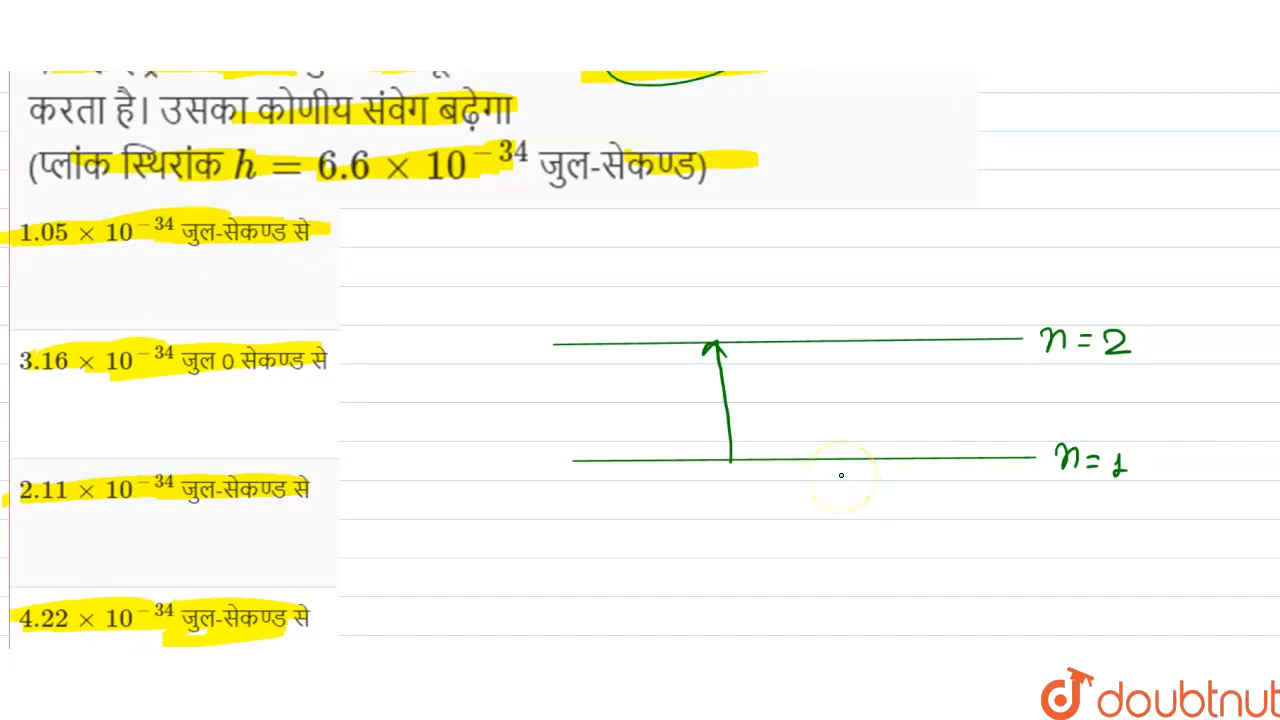 करता है। उसका कोणीय संवेग बढ़ेगा
(प्लांक स्थिरांक h = 6.6 × 10⁻³⁴ जुल-सेकण्ड)
1.05 × 10⁻³⁴ जुल-सेकण्ड से
3.16 × 10⁻³⁴ जुल 0 सेकण्ड से
2.11 × 10⁻³⁴ जुल-सेकण्ड से
4.22 × 10⁻³⁴ जुल-सेकण्ड से
n = 2
n = 1
doubtnut